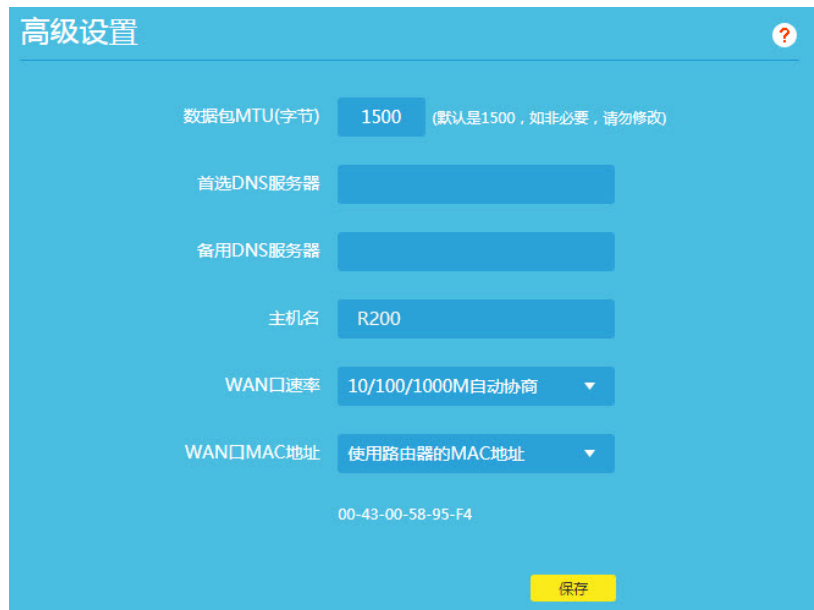 高级设置
?
数据包MTU(字节) 1500 (默认是1500，如非必要，请勿修改)
首选DNS服务器
备用DNS服务器
主机名 R200
WAN口速率 10/100/1000M自动协商
WAN口MAC地址 使用路由器的MAC地址
00-43-00-58-95-F4
保存